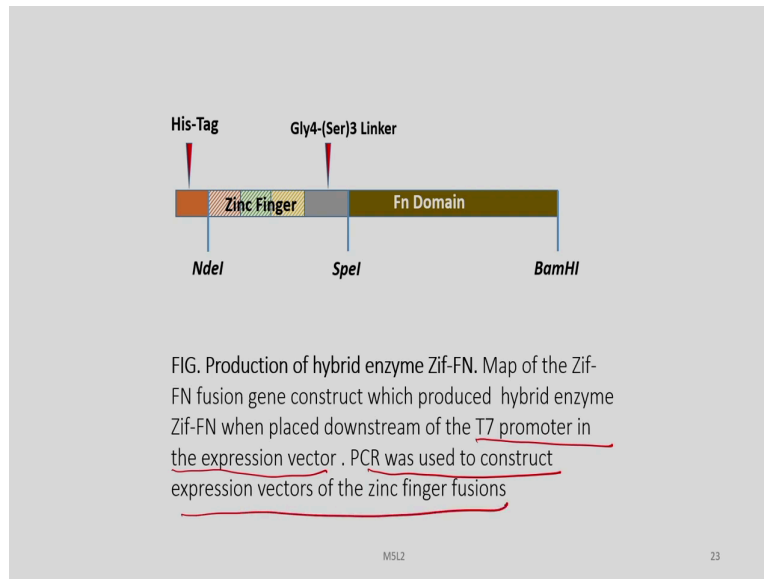 His-Tag
Gly4-(Ser)3 Linker
Zinc Finger
Fn Domain
NdeI
SpeI
BamHI
FIG. Production of hybrid enzyme Zif-FN. Map of the Zif-
FN fusion gene construct which produced hybrid enzyme
Zif-FN when placed downstream of the T7 promoter in
the expression vector . PCR was used to construct
expression vectors of the zinc finger fusions
M5L2
23